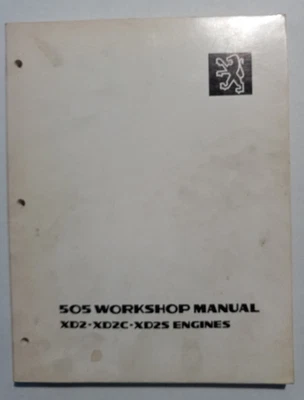 505 WORKSHOP MANUAL
XD2·XD2C·XD2S ENGINES